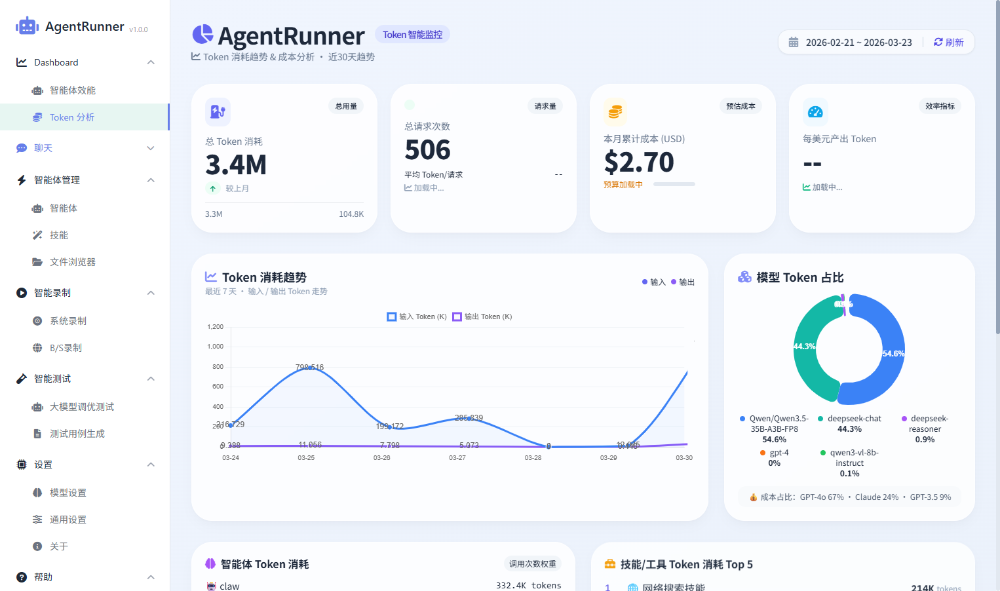 AgentRunner v1.0.0
Dashboard
智能体效能
Token 分析
聊天
智能体管理
智能体
技能
文件浏览器
智能录制
系统录制
B/S录制
智能测试
大模型调优测试
测试用例生成
设置
模型设置
通用设置
关于
帮助
AgentRunner Token 智能监控
Token 消耗趋势 & 成本分析 • 近30天趋势
2026-02-21 ~ 2026-03-23 刷新
总用量
总 Token 消耗
3.4M
较上月
3.3M 104.8K
请求量
总请求次数
506
平均 Token/请求 --
加载中...
预估成本
本月累计成本 (USD)
$2.70
预算加载中
效率指标
每美元产出 Token
--
加载中...
Token 消耗趋势
最近 7 天 • 输入 / 输出 Token 走势
输入 输出
输入 Token (K) 输出 Token (K)
1,200
1,000
800
600
400
200
0
798.516
216.729
199.172
285.839
9.388
11.056
7.798
5.073
0
03-24 03-25 03-26 03-27 03-28 03-29 03-30
模型 Token 占比
44.3%
54.6%
Qwen/Qwen3.5-35B-A3B-FP8
54.6%
deepseek-chat
44.3%
deepseek-reasoner
0.9%
gpt-4
0%
qwen3-vl-8b-instruct
0.1%
成本占比：GPT-4o 67% • Claude 24% • GPT-3.5 9%
智能体 Token 消耗 调用次数权重
claw 332.4K tokens
技能/工具 Token 消耗 Top 5
1 网络搜索技能 214K tokens